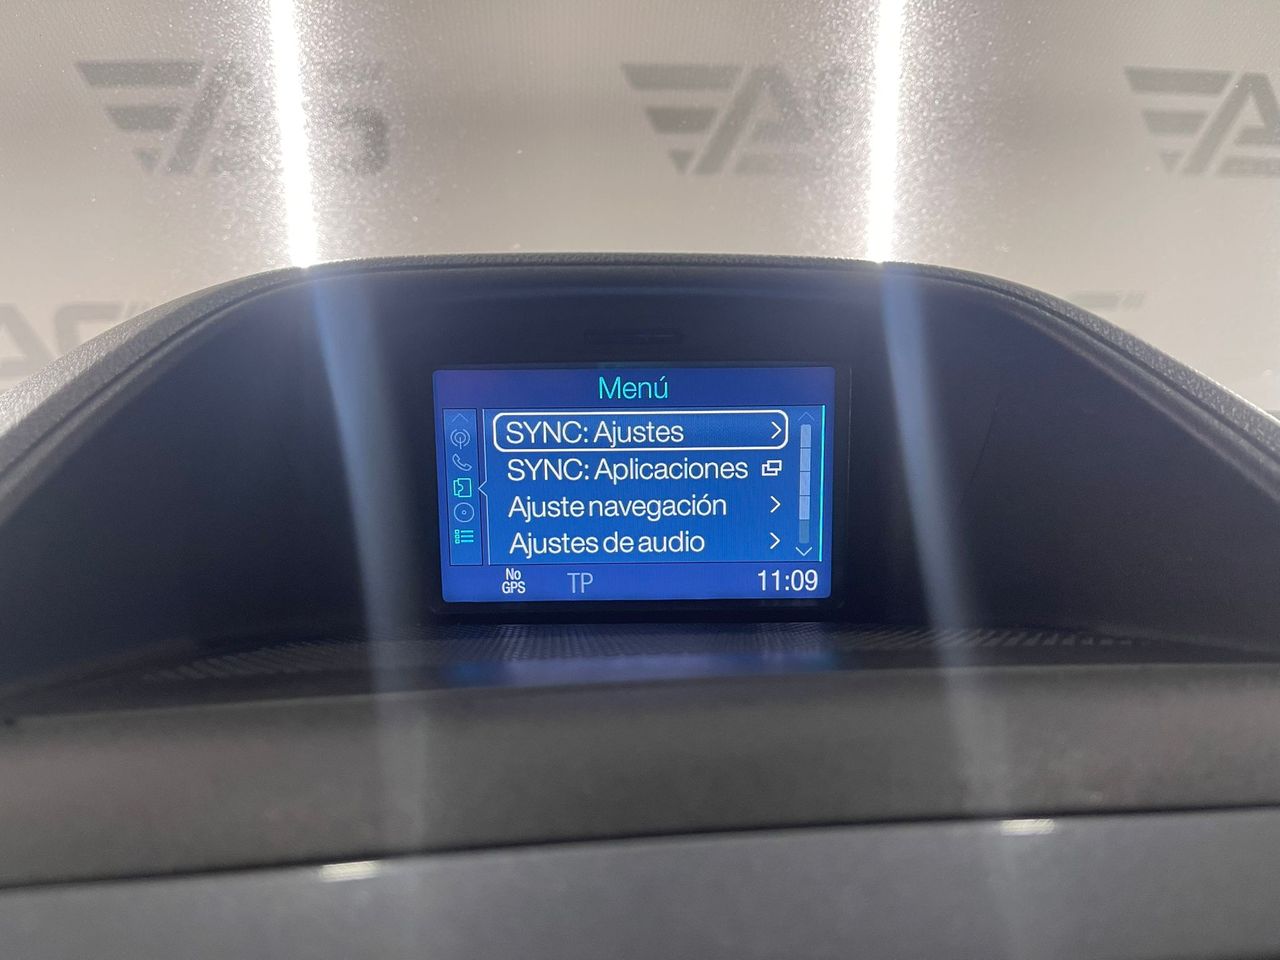 Menú
SYNC: Ajustes
SYNC: Aplicaciones
Ajuste navegación
Ajustes de audio
No
GPS
TP
11:09